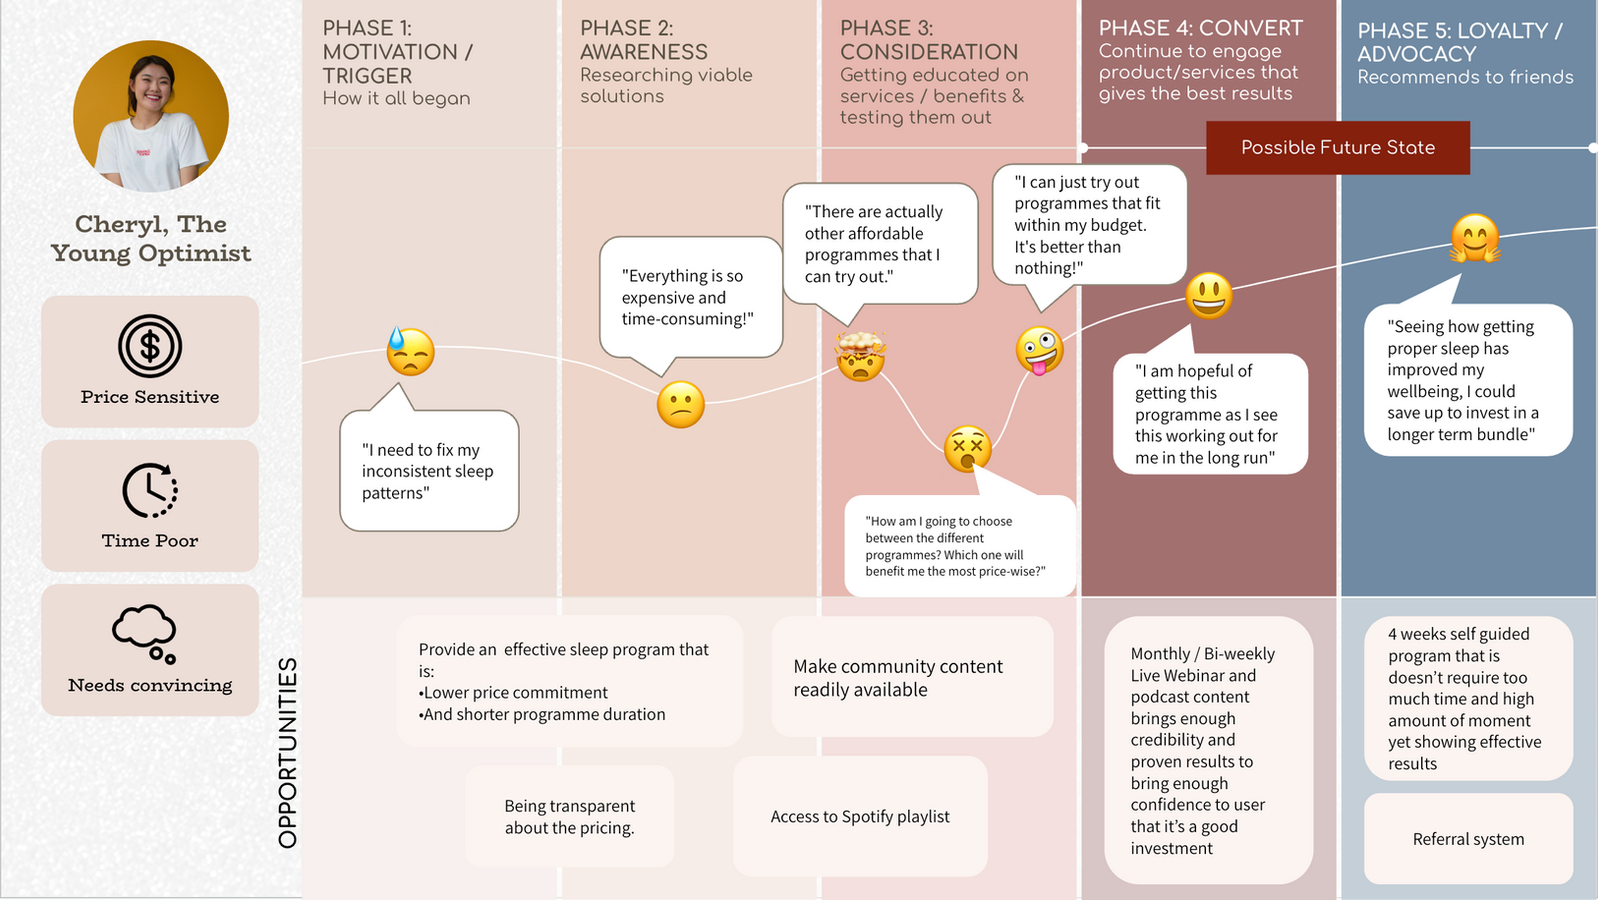 Cheryl, The
Young Optimist
Price Sensitive
Time Poor
Needs convincing
PHASE 1:
MOTIVATION /
TRIGGER
How it all began
PHASE 2:
AWARENESS
Researching viable
solutions
PHASE 3:
CONSIDERATION
Getting educated on
services / benefits &
testing them out
PHASE 4: CONVERT
Continue to engage
product/services that
gives the best results
PHASE 5: LOYALTY /
ADVOCACY
Recommends to friends
Possible Future State
"I need to fix my
inconsistent sleep
patterns"
"Everything is so
expensive and
time-consuming!"
"There are actually
other affordable
programmes that I
can try out."
"How am I going to choose
between the different
programmes? Which one will
benefit me the most price-wise?"
"I can just try out
programmes that fit
within my budget.
It's better than
nothing!"
"I am hopeful of
getting this
programme as I see
this working out for
me in the long run"
"Seeing how getting
proper sleep has
improved my
wellbeing, I could
save up to invest in a
longer term bundle"
OPPORTUNITIES
Provide an effective sleep program that
is:
•Lower price commitment
•And shorter programme duration
Being transparent
about the pricing.
Make community content
readily available
Access to Spotify playlist
Monthly / Bi-weekly
Live Webinar and
podcast content
brings enough
credibility and
proven results to
bring enough
confidence to user
that it's a good
investment
4 weeks self guided
program that is
doesn't require too
much time and high
amount of moment
yet showing effective
results
Referral system